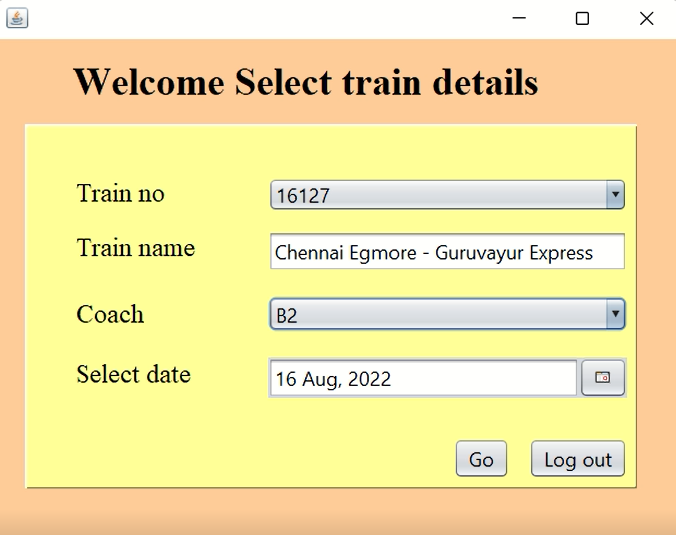 Welcome Select train details
Train no 16127
Train name Chennai Egmore - Guruvayur Express
Coach B2
Select date 16 Aug, 2022
Go Log out